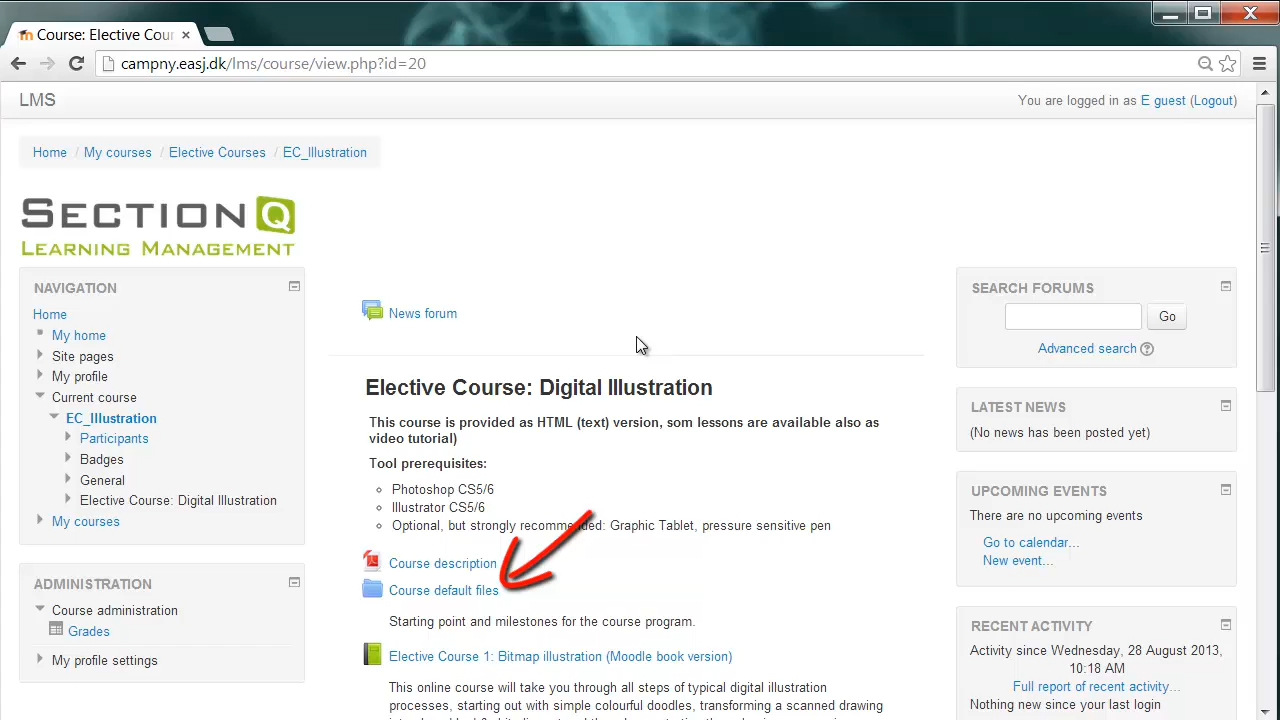 Course: Elective Cour
campny.easj.dk/lms/course/view.php?id=20
LMS
You are logged in as E guest (Logout)
Home / My courses / Elective Courses / EC_Illustration
SECTION Q
LEARNING MANAGEMENT
NAVIGATION
Home
My home
Site pages
My profile
Current course
EC_Illustration
Participants
Badges
General
Elective Course: Digital Illustration
My courses
ADMINISTRATION
Course administration
Grades
My profile settings
News forum
Elective Course: Digital Illustration
This course is provided as HTML (text) version, som lessons are available also as
video tutorial)
Tool prerequisites:
Photoshop CS5/6
Illustrator CS5/6
Optional, but strongly recommended: Graphic Tablet, pressure sensitive pen
Course description
Course default files
Starting point and milestones for the course program.
Elective Course 1: Bitmap illustration (Moodle book version)
This online course will take you through all steps of typical digital illustration
processes, starting out with simple colourful doodles, transforming a scanned drawing
SEARCH FORUMS
Go
Advanced search ?
LATEST NEWS
(No news has been posted yet)
UPCOMING EVENTS
There are no upcoming events
Go to calendar...
New event...
RECENT ACTIVITY
Activity since Wednesday, 28 August 2013,
10:18 AM
Full report of recent activity...
Nothing new since your last login